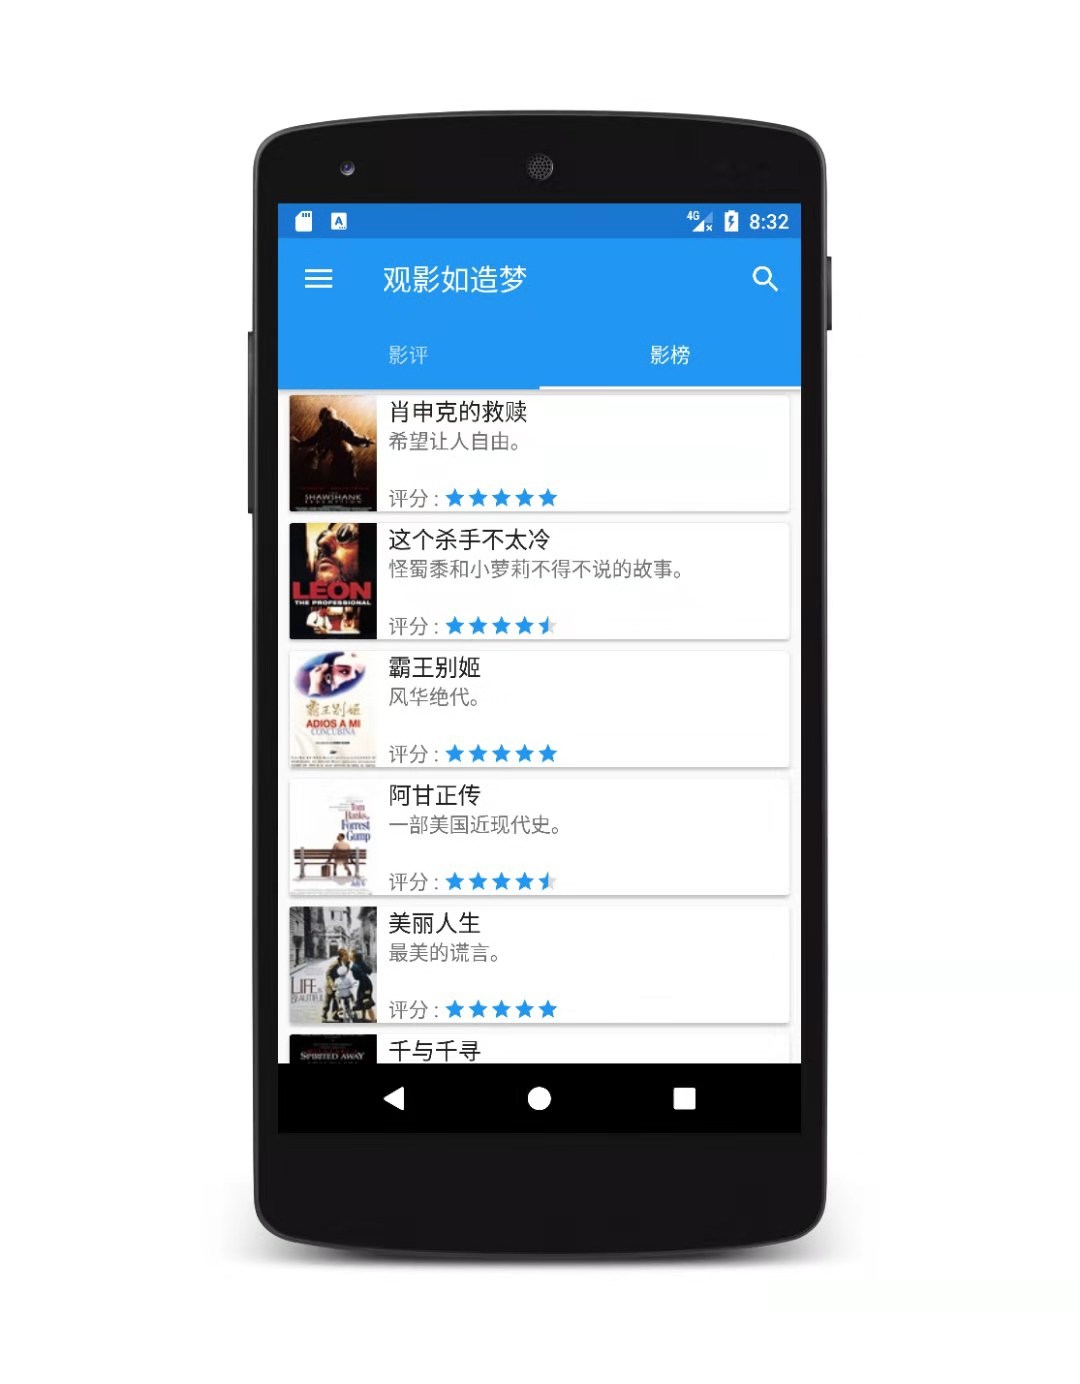 4G
8:32
观影如造梦
影评
影榜
肖申克的救赎
希望让人自由。
评分 :
SHAWSHANK
这个杀手不太冷
怪蜀黍和小萝莉不得不说的故事。
评分 :
LEON
THE PROFESSIONAL
霸王别姬
风华绝代。
评分 :
霸王别姬
ADIOS A MI
CONCUBINA
阿甘正传
一部美国近现代史。
评分 :
Tom
Hanks
Forrest
Gump
美丽人生
最美的谎言。
评分 :
LIFE IS
BEAUTIFUL
千与千寻
SPIRITED AWAY